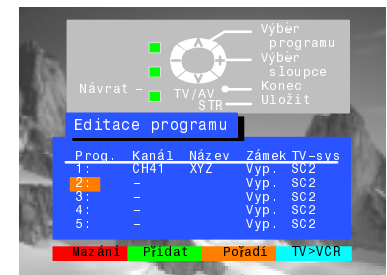 Výběr
programu
Výběr
sloupce
Návrat –
TV/AV
Konec
STR
Uložit
Editace programu
Prog. Kanál Název Zámek TV–sys
1: CH41 XYZ Vyp. SC2
2: – Vyp. SC2
3: – Vyp. SC2
4: – Vyp. SC2
5: – Vyp. SC2
Mazání Přidat Pořadí TV>VCR